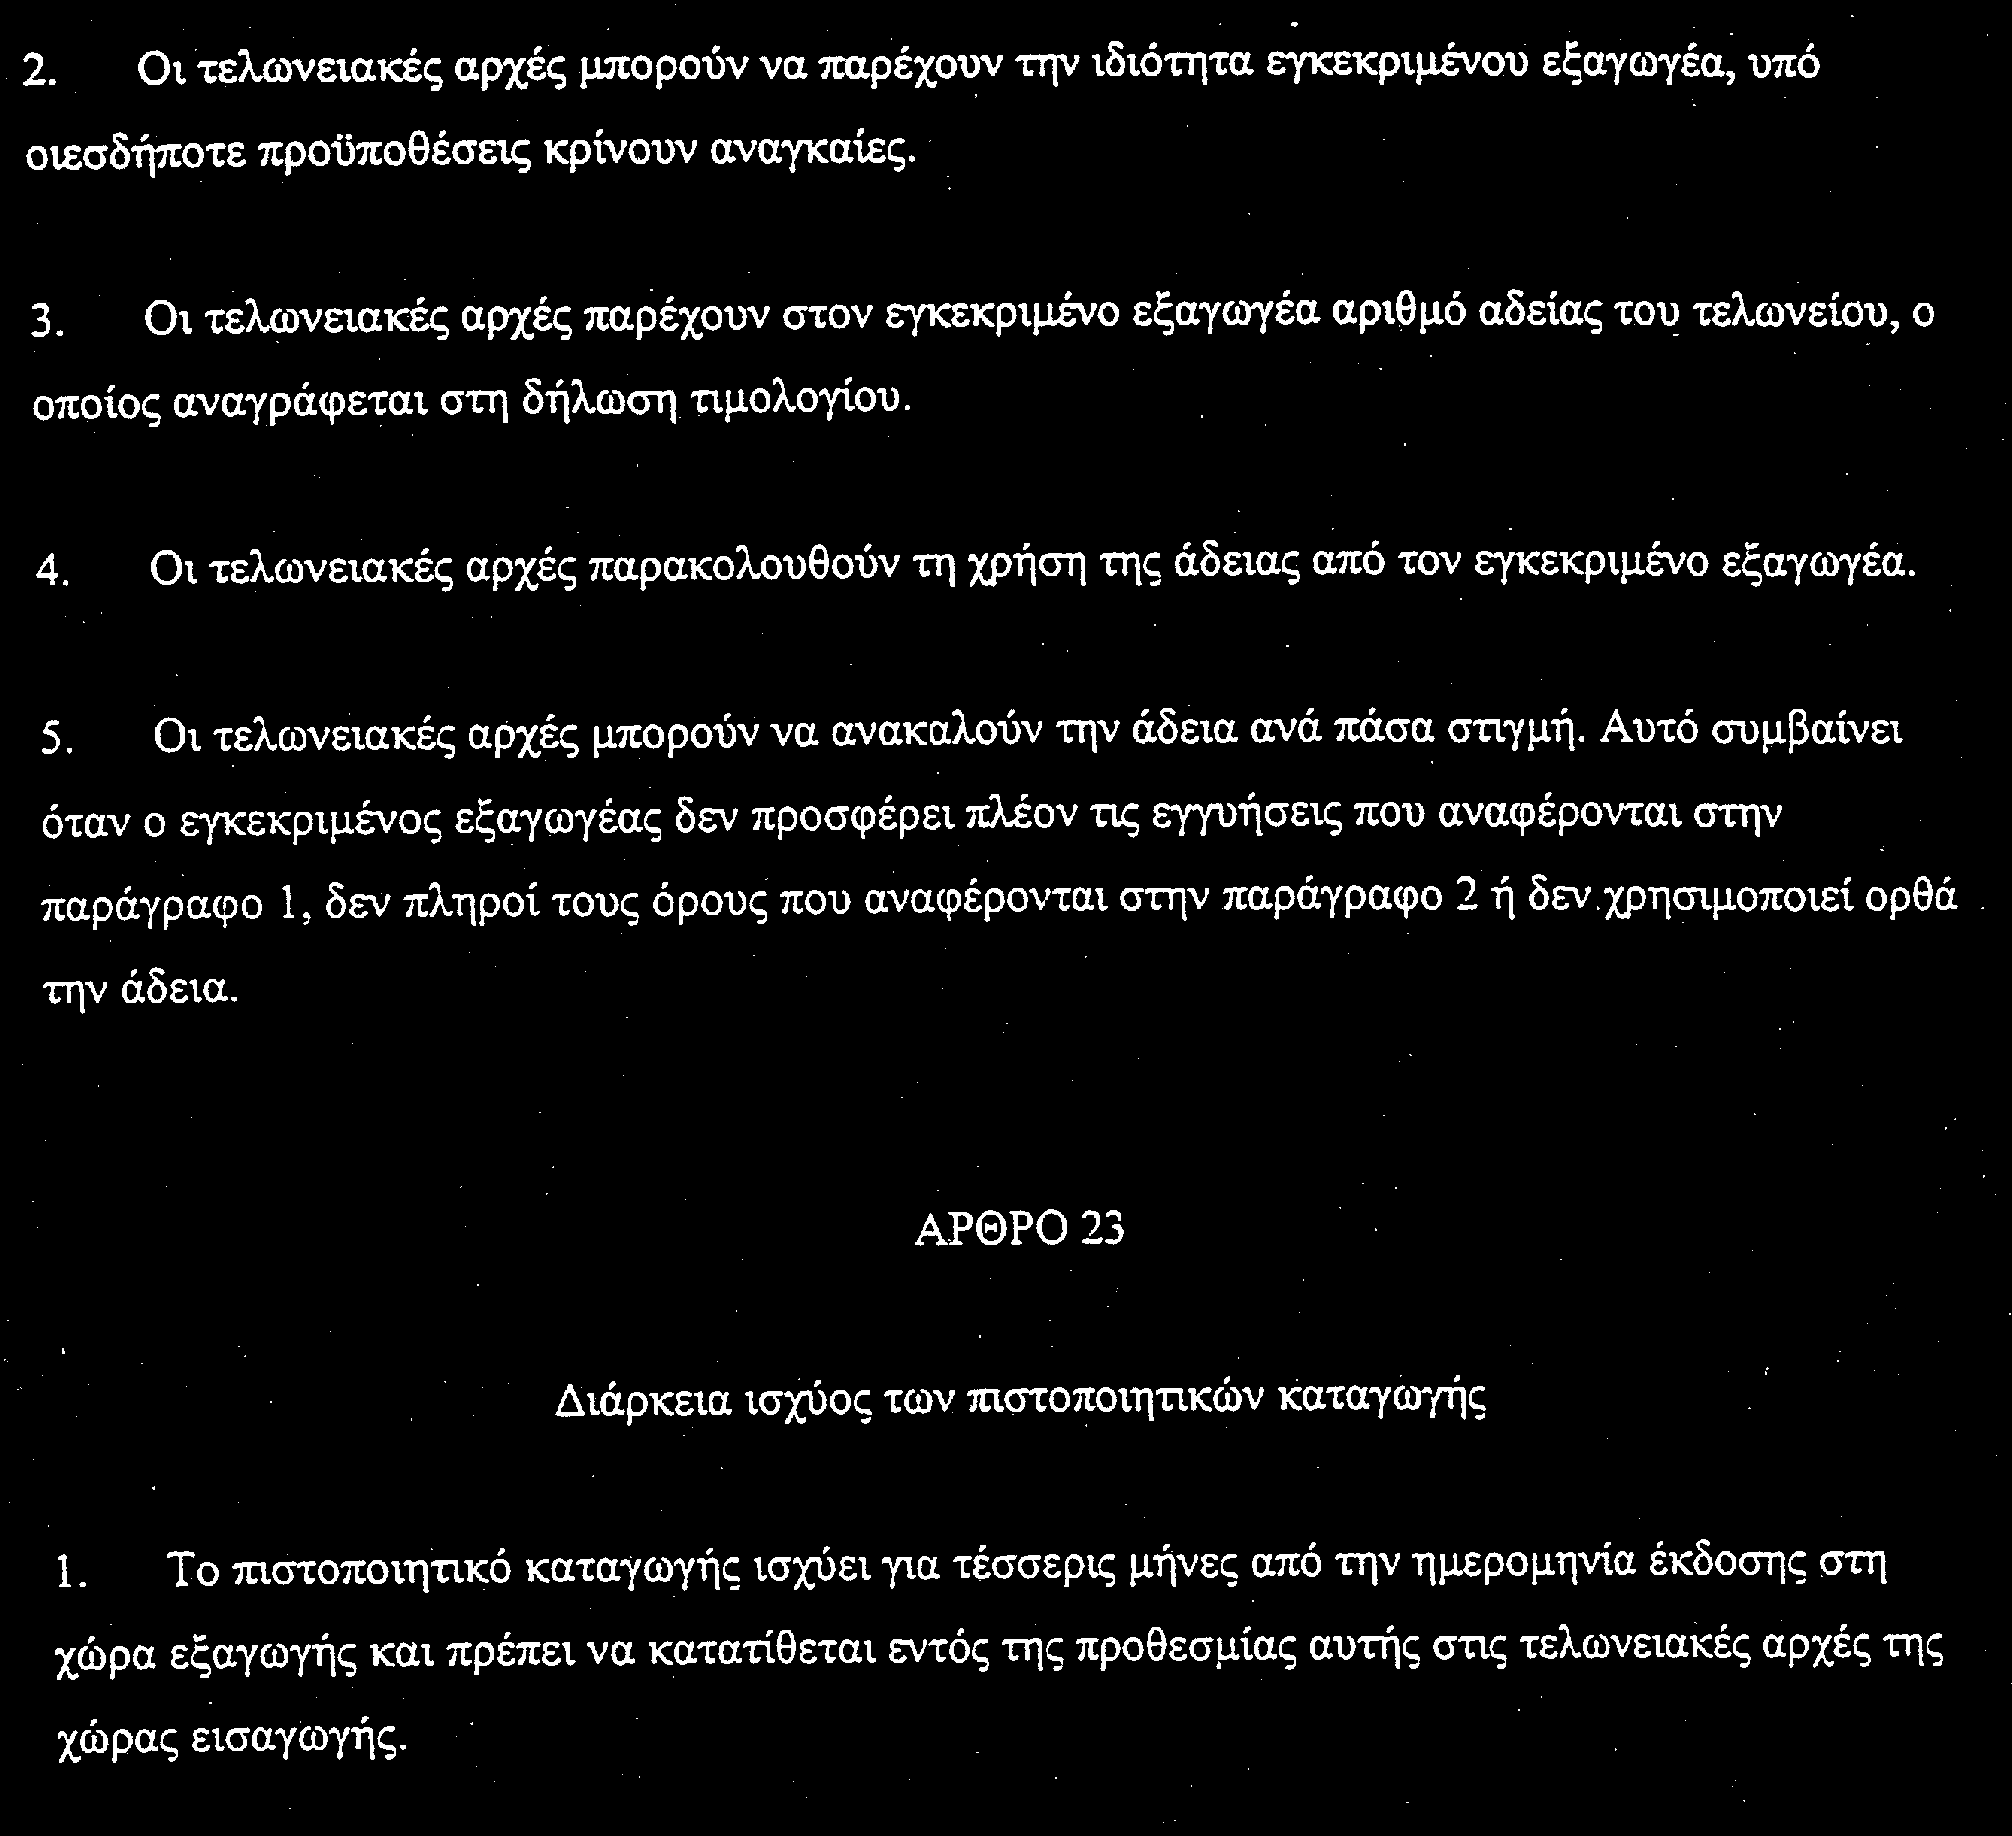 2. Οι τελωνειακές αρχές μπορούν να παρέχουν την ιδιότητα εγκεκριμένου εξαγωγέα, υπό
οιεσδήποτε προϋποθέσεις κρίνουν αναγκαίες.
3. Οι τελωνειακές αρχές παρέχουν στον εγκεκριμένο εξαγωγέα αριθμό αδείας του τελωνείου, ο
οποίος αναγράφεται στη δήλωση τιμολογίου.
4. Οι τελωνειακές αρχές παρακολουθούν τη χρήση της άδειας από τον εγκεκριμένο εξαγωγέα.
5. Οι τελωνειακές αρχές μπορούν να ανακαλούν την άδεια ανά πάσα στιγμή. Αυτό συμβαίνει
όταν ο εγκεκριμένος εξαγωγέας δεν προσφέρει πλέον τις εγγυήσεις που αναφέρονται στην
παράγραφο 1, δεν πληροί τους όρους που αναφέρονται στην παράγραφο 2 ή δεν χρησιμοποιεί ορθά
την άδεια.
ΑΡΘΡΟ 23
Διάρκεια ισχύος των πιστοποιητικών καταγωγής
1. Το πιστοποιητικό καταγωγής ισχύει για τέσσερις μήνες από την ημερομηνία έκδοσης στη
χώρα εξαγωγής και πρέπει να κατατίθεται εντός της προθεσμίας αυτής στις τελωνειακές αρχές της
χώρας εισαγωγής.